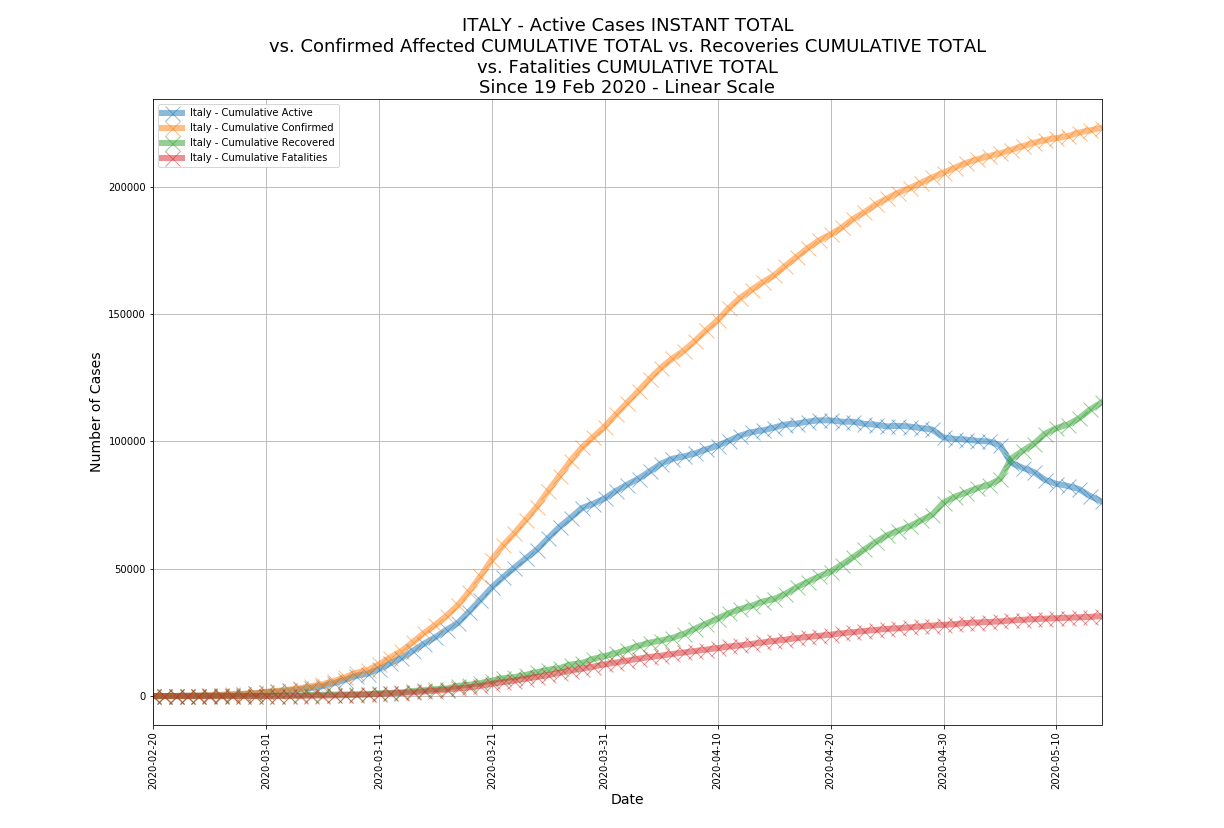 ITALY - Active Cases INSTANT TOTAL
vs. Confirmed Affected CUMULATIVE TOTAL vs. Recoveries CUMULATIVE TOTAL
vs. Fatalities CUMULATIVE TOTAL
Since 19 Feb 2020 - Linear Scale
Italy - Cumulative Active
Italy - Cumulative Confirmed
Italy - Cumulative Recovered
Italy - Cumulative Fatalities
Number of Cases
200000
150000
100000
50000
0
2020-02-20
2020-03-01
2020-03-11
2020-03-21
2020-03-31
2020-04-10
2020-04-20
2020-04-30
2020-05-10
Date